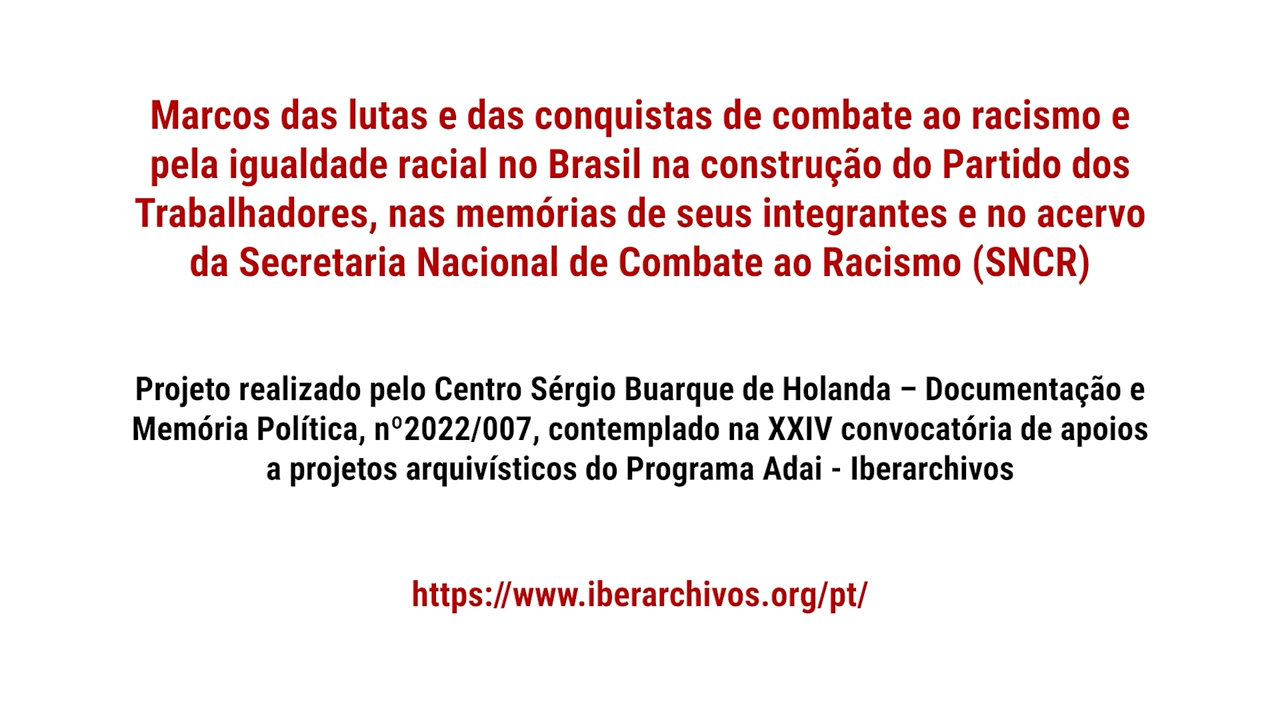 Marcos das lutas e das conquistas de combate ao racismo e
pela igualdade racial no Brasil na construção do Partido dos
Trabalhadores, nas memórias de seus integrantes e no acervo
da Secretaria Nacional de Combate ao Racismo (SNCR)
Projeto realizado pelo Centro Sérgio Buarque de Holanda – Documentação e
Memória Política, nº2022/007, contemplado na XXIV convocatória de apoios
a projetos arquivísticos do Programa Adai - Iberarchivos
https://www.iberarchivos.org/pt/